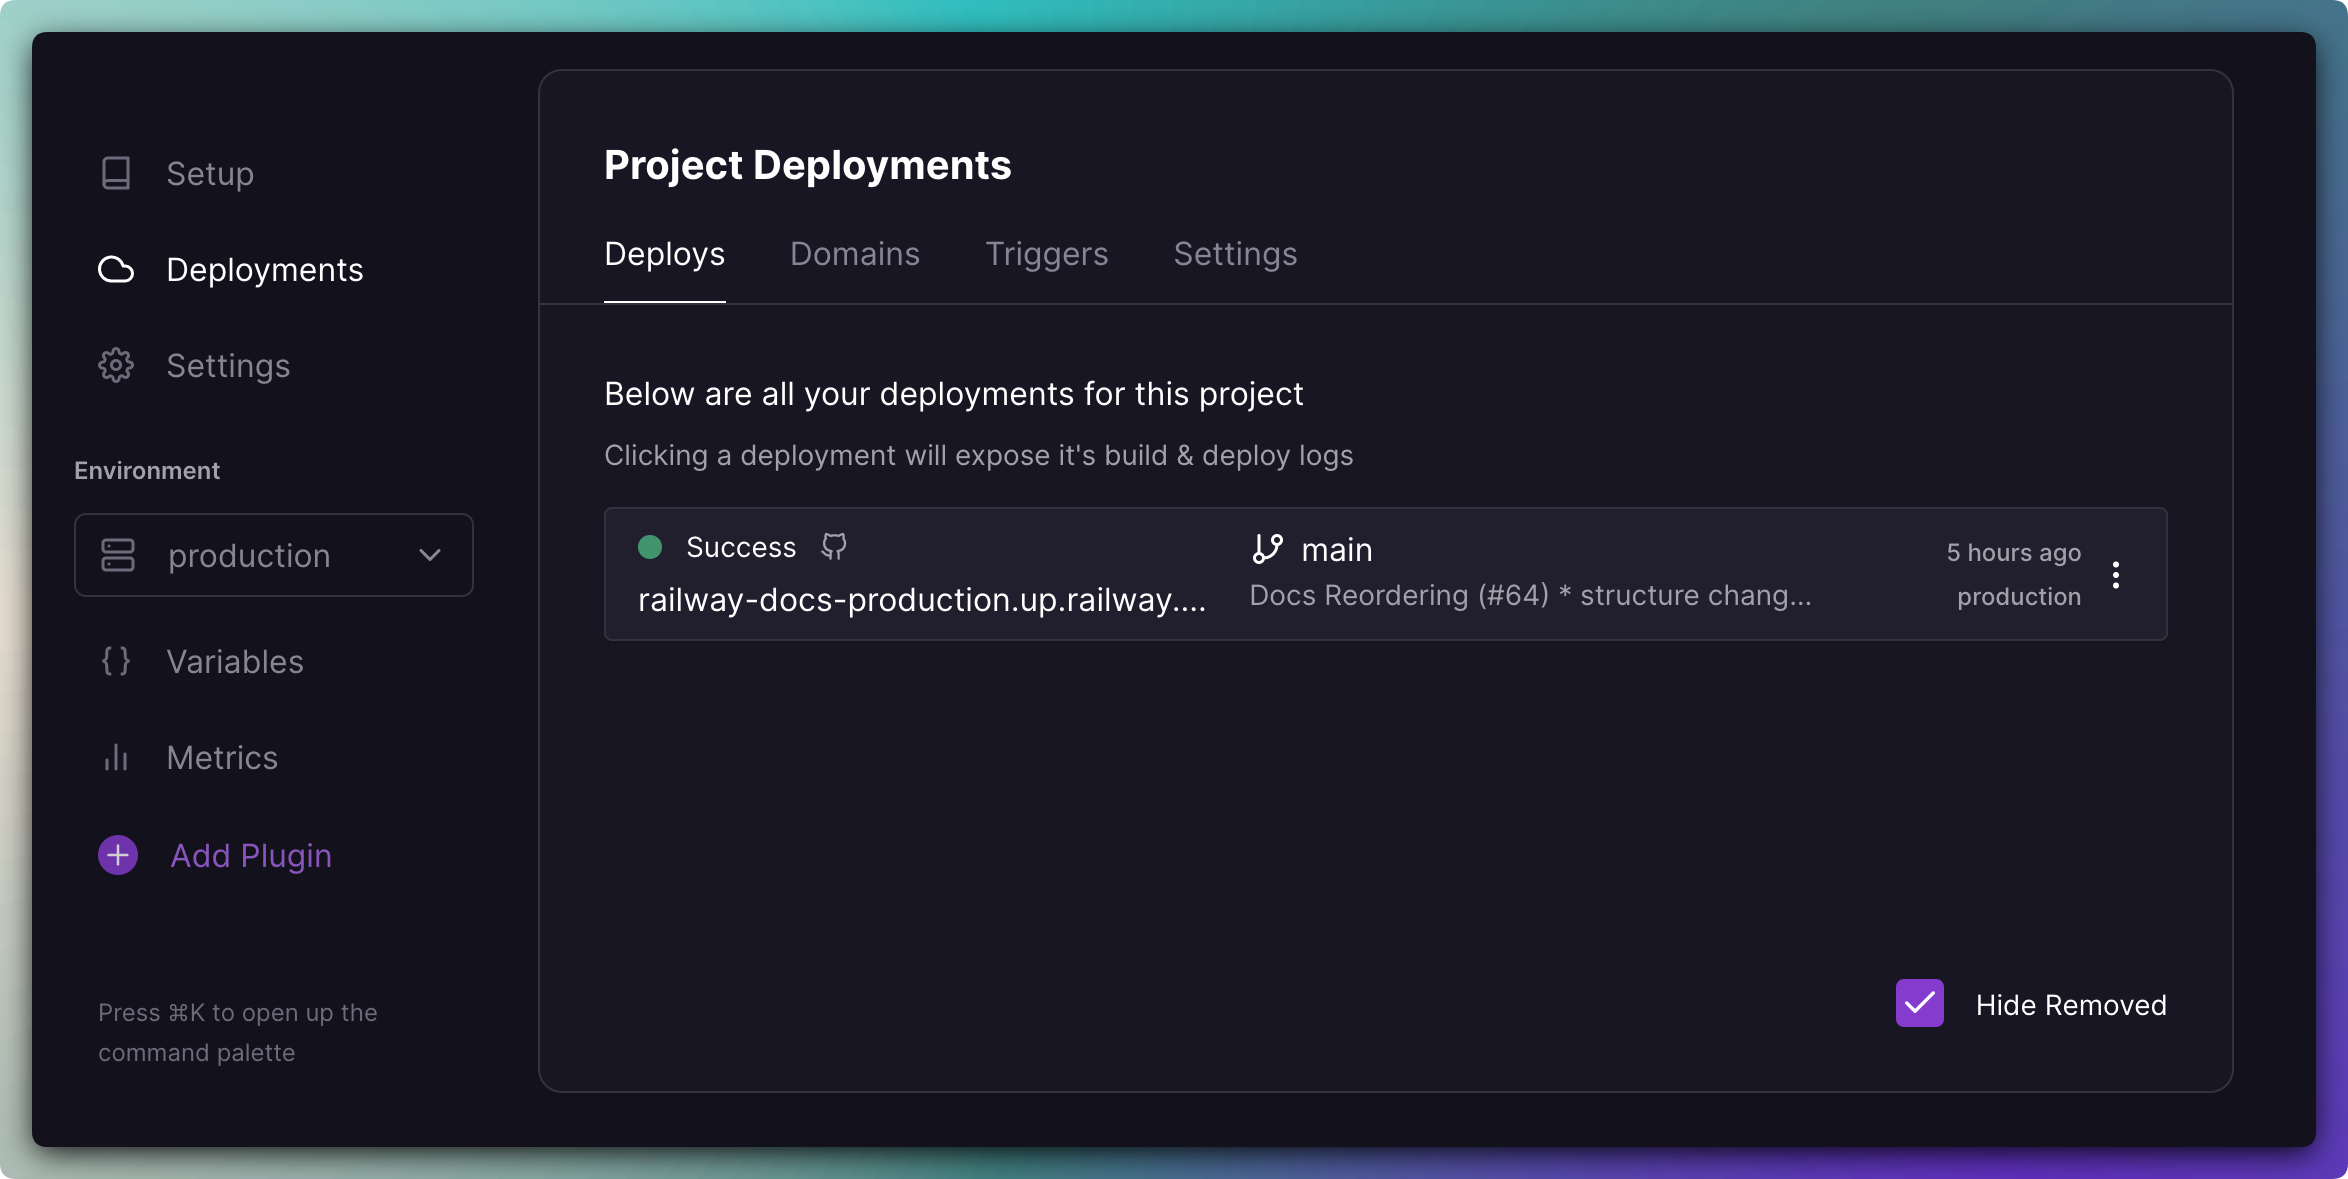 Setup
Deployments
Settings
Environment
production
Variables
Metrics
Add Plugin
Press ⌘K to open up the
command palette
Project Deployments
Deploys Domains Triggers Settings
Below are all your deployments for this project
Clicking a deployment will expose it's build & deploy logs
Success
railway-docs-production.up.railway....
main
Docs Reordering (#64) * structure chang...
5 hours ago
production
Hide Removed